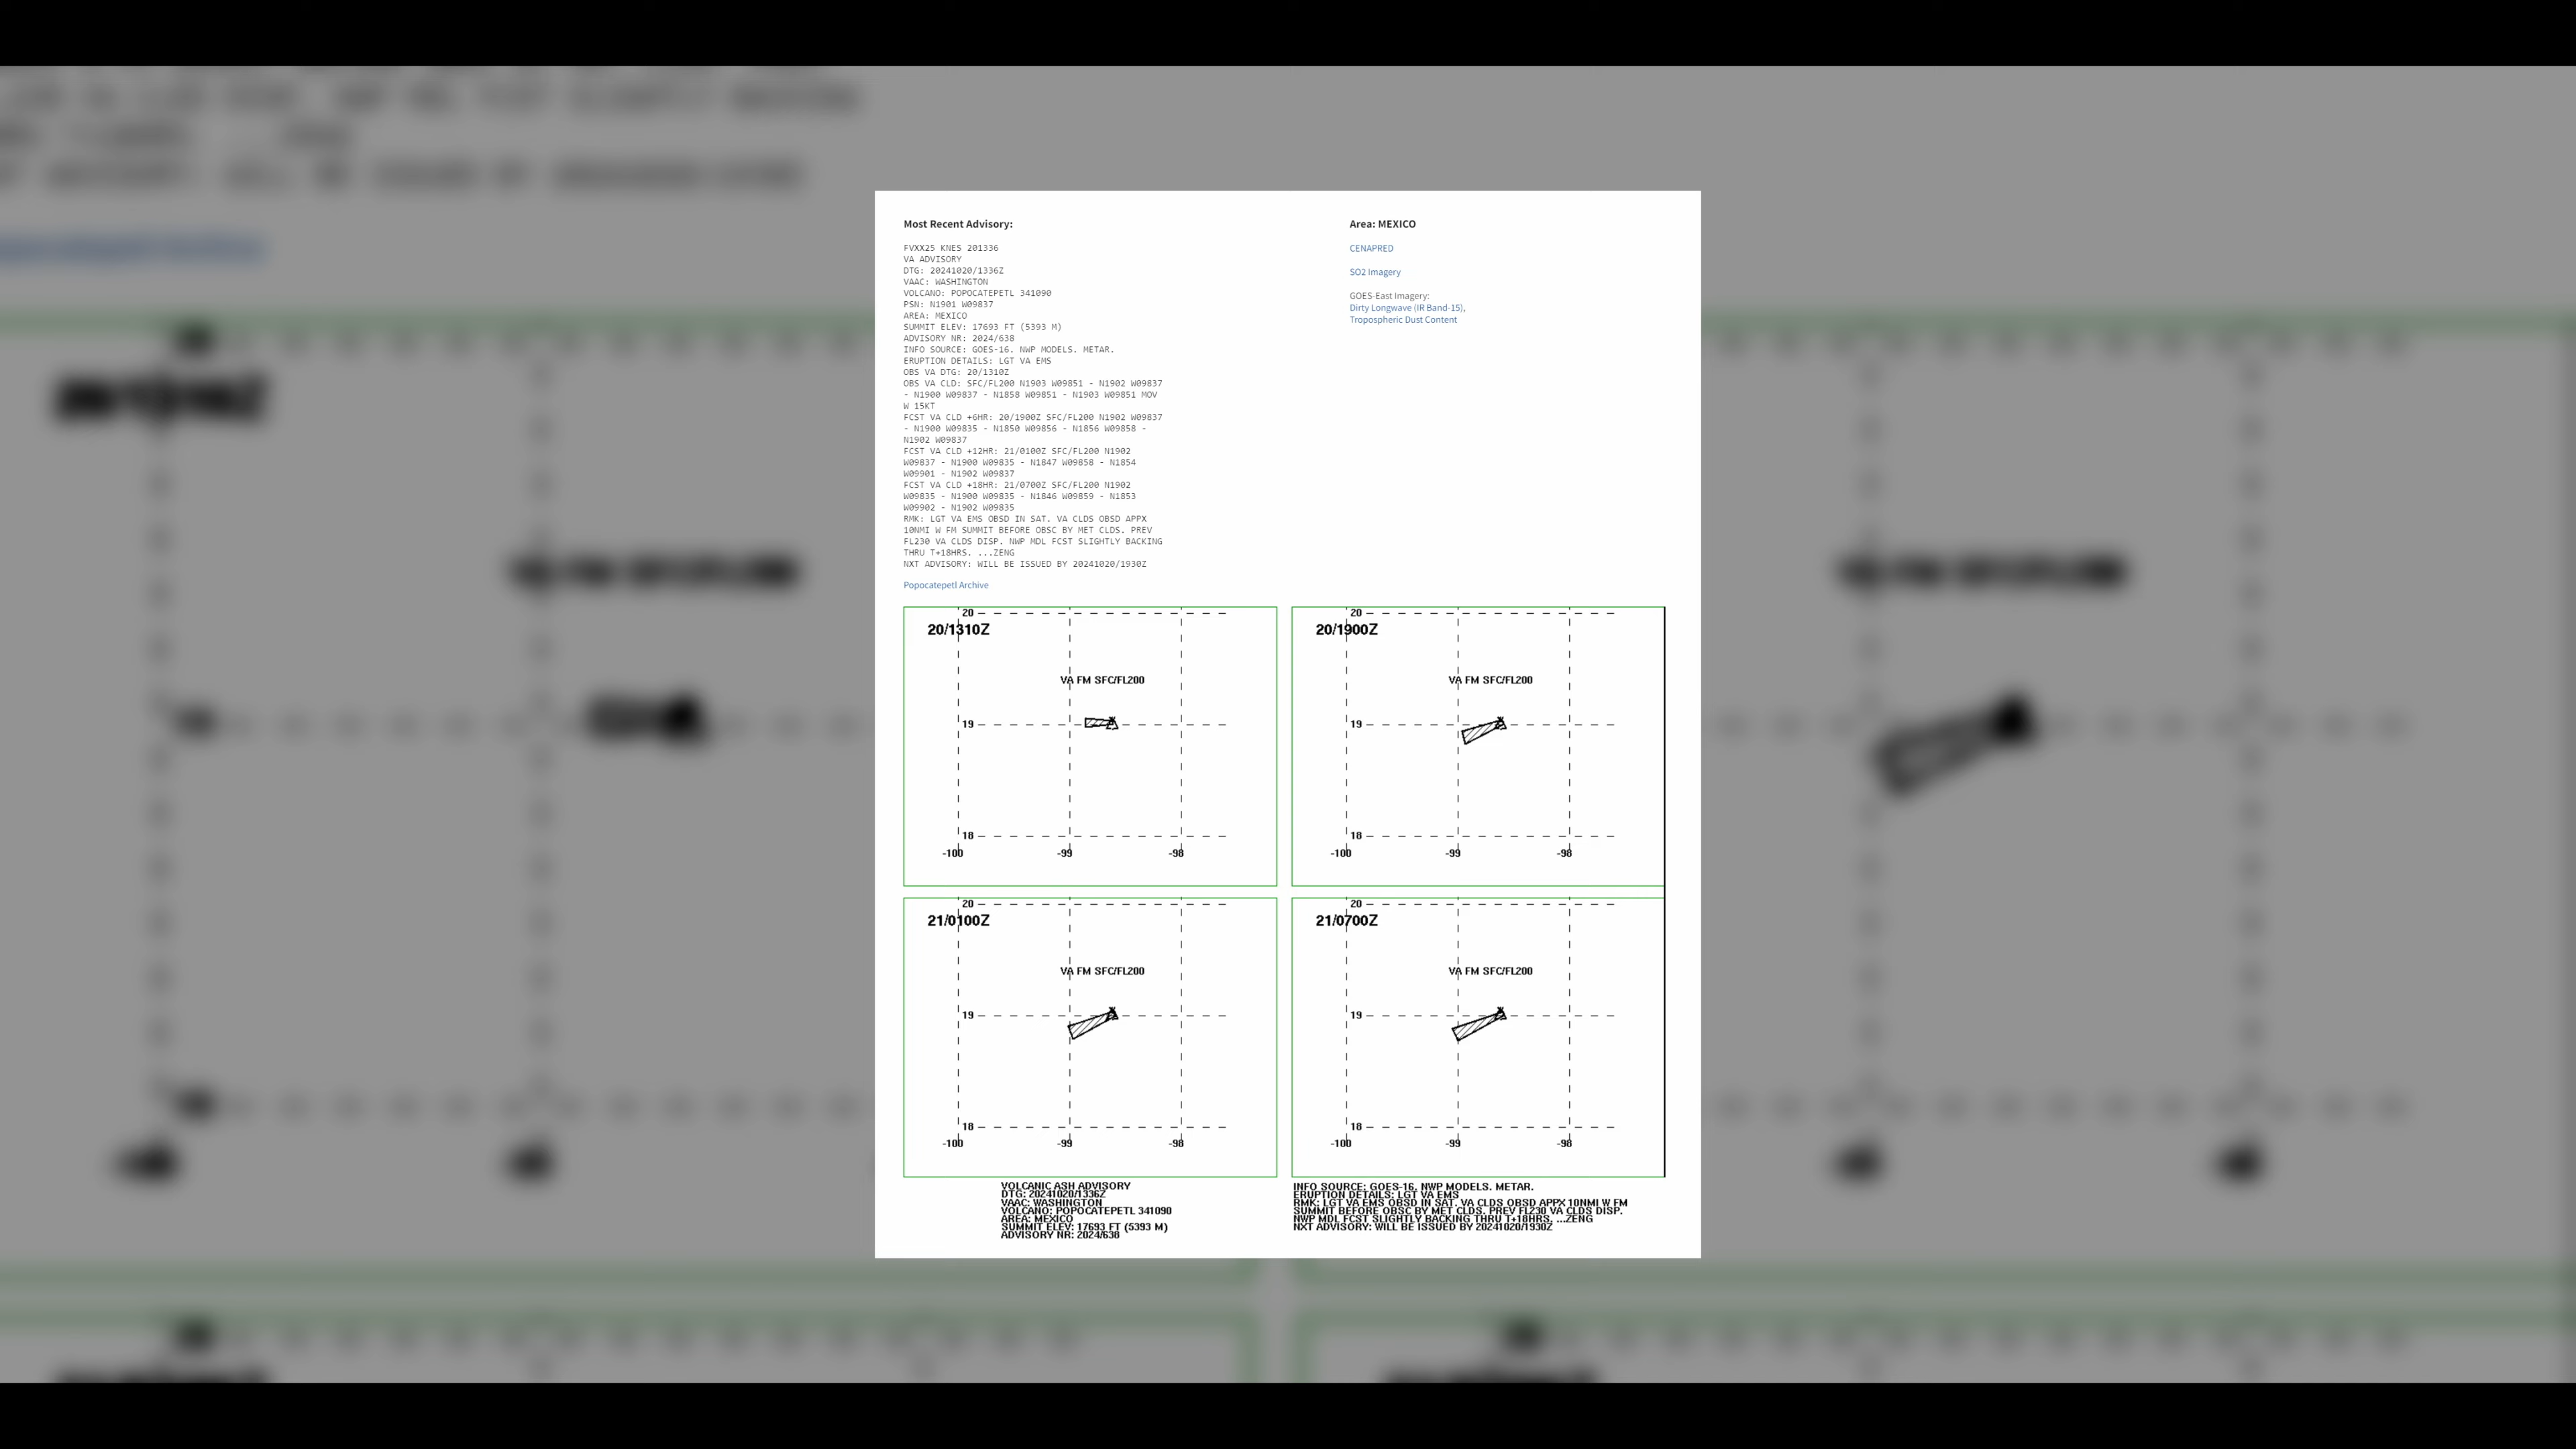 Most Recent Advisory:
FVXX25 KNES 201336
VA ADVISORY
DTG: 20241020/1336Z
VAAC: WASHINGTON
VOLCANO: POPOCATEPETL 341090
PSN: N1901 W09837
AREA: MEXICO
SUMMIT ELEV: 17693 FT (5393 M)
ADVISORY NR: 2024/638
INFO SOURCE: GOES-16. NWP MODELS. METAR.
ERUPTION DETAILS: LGT VA EMS
OBS VA DTG: 20/1310Z
OBS VA CLD: SFC/FL200 N1903 W09851 - N1902 W09837
- N1900 W09837 - N1858 W09851 - N1903 W09851 MOV
W 15KT
FCST VA CLD +6HR: 20/1900Z SFC/FL200 N1902 W09837
- N1900 W09835 - N1850 W09856 - N1856 W09858 -
N1902 W09837
FCST VA CLD +12HR: 21/0100Z SFC/FL200 N1902
W09837 - N1900 W09835 - N1847 W09858 - N1854
W09901 - N1902 W09837
FCST VA CLD +18HR: 21/0700Z SFC/FL200 N1902
W09835 - N1900 W09835 - N1846 W09859 - N1853
W09902 - N1902 W09835
RMK: LGT VA EMS OBSD IN SAT. VA CLDS OBSD APPX
10NMI W FM SUMMIT BEFORE OBSC BY MET CLDS. PREV
FL230 VA CLDS DISP. NWP MDL FCST SLIGHTLY BACKING
THRU T+18HRS. ...ZENG
NXT ADVISORY: WILL BE ISSUED BY 20241020/1930Z
Popocatepetl Archive
Area: MEXICO
CENAPRED
SO2 Imagery
GOES-East Imagery:
Dirty Longwave (IR Band-15),
Tropospheric Dust Content
20
20/1310Z
VA FM SFC/FL200
19
18
-100 -99 -98
20
20/1900Z
VA FM SFC/FL200
19
18
-100 -99 -98
20
21/0100Z
VA FM SFC/FL200
19
18
-100 -99 -98
20
21/0700Z
VA FM SFC/FL200
19
18
-100 -99 -98
VOLCANIC ASH ADVISORY
DTG: 20241020/1336Z
VAAC: WASHINGTON
VOLCANO: POPOCATEPETL 341090
AREA: MEXICO
SUMMIT ELEV: 17693 FT (5393 M)
ADVISORY NR: 2024/638
INFO SOURCE: GOES-16. NWP MODELS. METAR.
ERUPTION DETAILS: LGT VA EMS
RMK: LGT VA EMS OBSD IN SAT. VA CLDS OBSD APPX 10NMI W FM
SUMMIT BEFORE OBSC BY MET CLDS. PREV FL230 VA CLDS DISP.
NWP MDL FCST SLIGHTLY BACKING THRU T+18HRS. ...ZENG
NXT ADVISORY: WILL BE ISSUED BY 20241020/1930Z